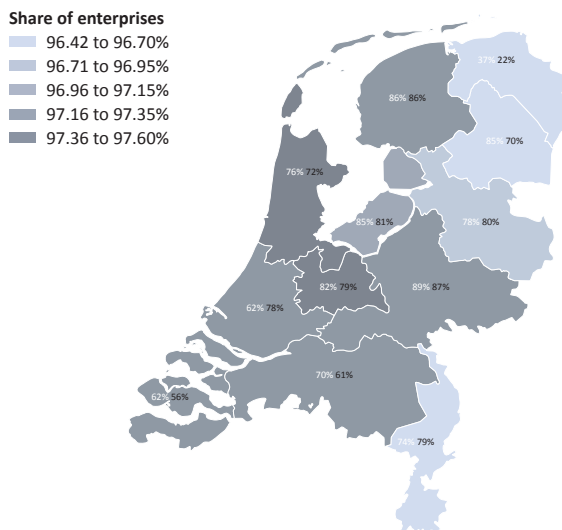 Share of enterprises
96.42 to 96.70%
96.71 to 96.95%
96.96 to 97.15%
97.16 to 97.35%
97.36 to 97.60%
37% 22%
86% 86%
85% 70%
76% 72%
85% 81%
78% 80%
82% 79%
89% 87%
62% 78%
70% 61%
62% 56%
74% 79%